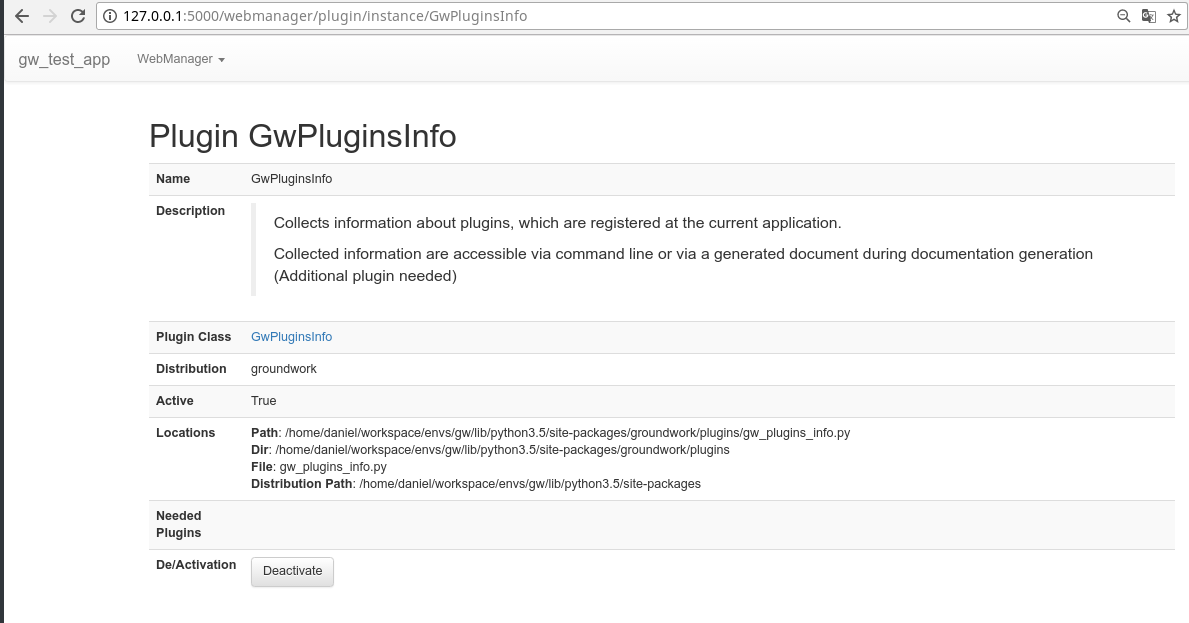 127.0.0.1:5000/webmanager/plugin/instance/GwPluginsInfo
gw_test_app WebManager
Plugin GwPluginsInfo
Name GwPluginsInfo
Description
Collects information about plugins, which are registered at the current application.
Collected information are accessible via command line or via a generated document during documentation generation
(Additional plugin needed)
Plugin Class GwPluginsInfo
Distribution groundwork
Active True
Locations Path: /home/daniel/workspace/envs/gw/lib/python3.5/site-packages/groundwork/plugins/gw_plugins_info.py
Dir: /home/daniel/workspace/envs/gw/lib/python3.5/site-packages/groundwork/plugins
File: gw_plugins_info.py
Distribution Path: /home/daniel/workspace/envs/gw/lib/python3.5/site-packages
Needed
Plugins
De/Activation Deactivate